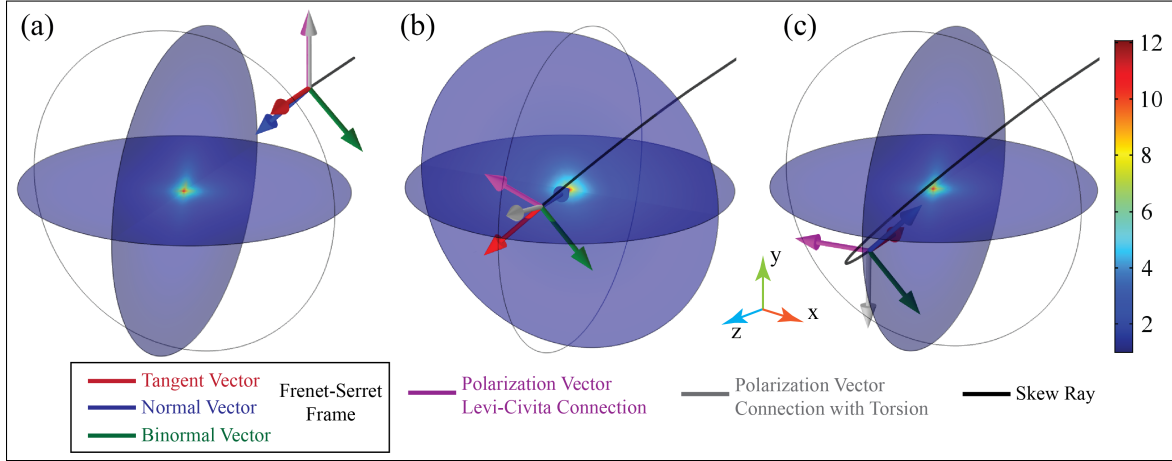 (a)
(b)
(c)
12
10
8
6
4
2
y
z
x
Tangent Vector
Normal Vector
Binormal Vector
Frenet-Serret
Frame
Polarization Vector
Levi-Civita Connection
Polarization Vector
Connection with Torsion
Skew Ray